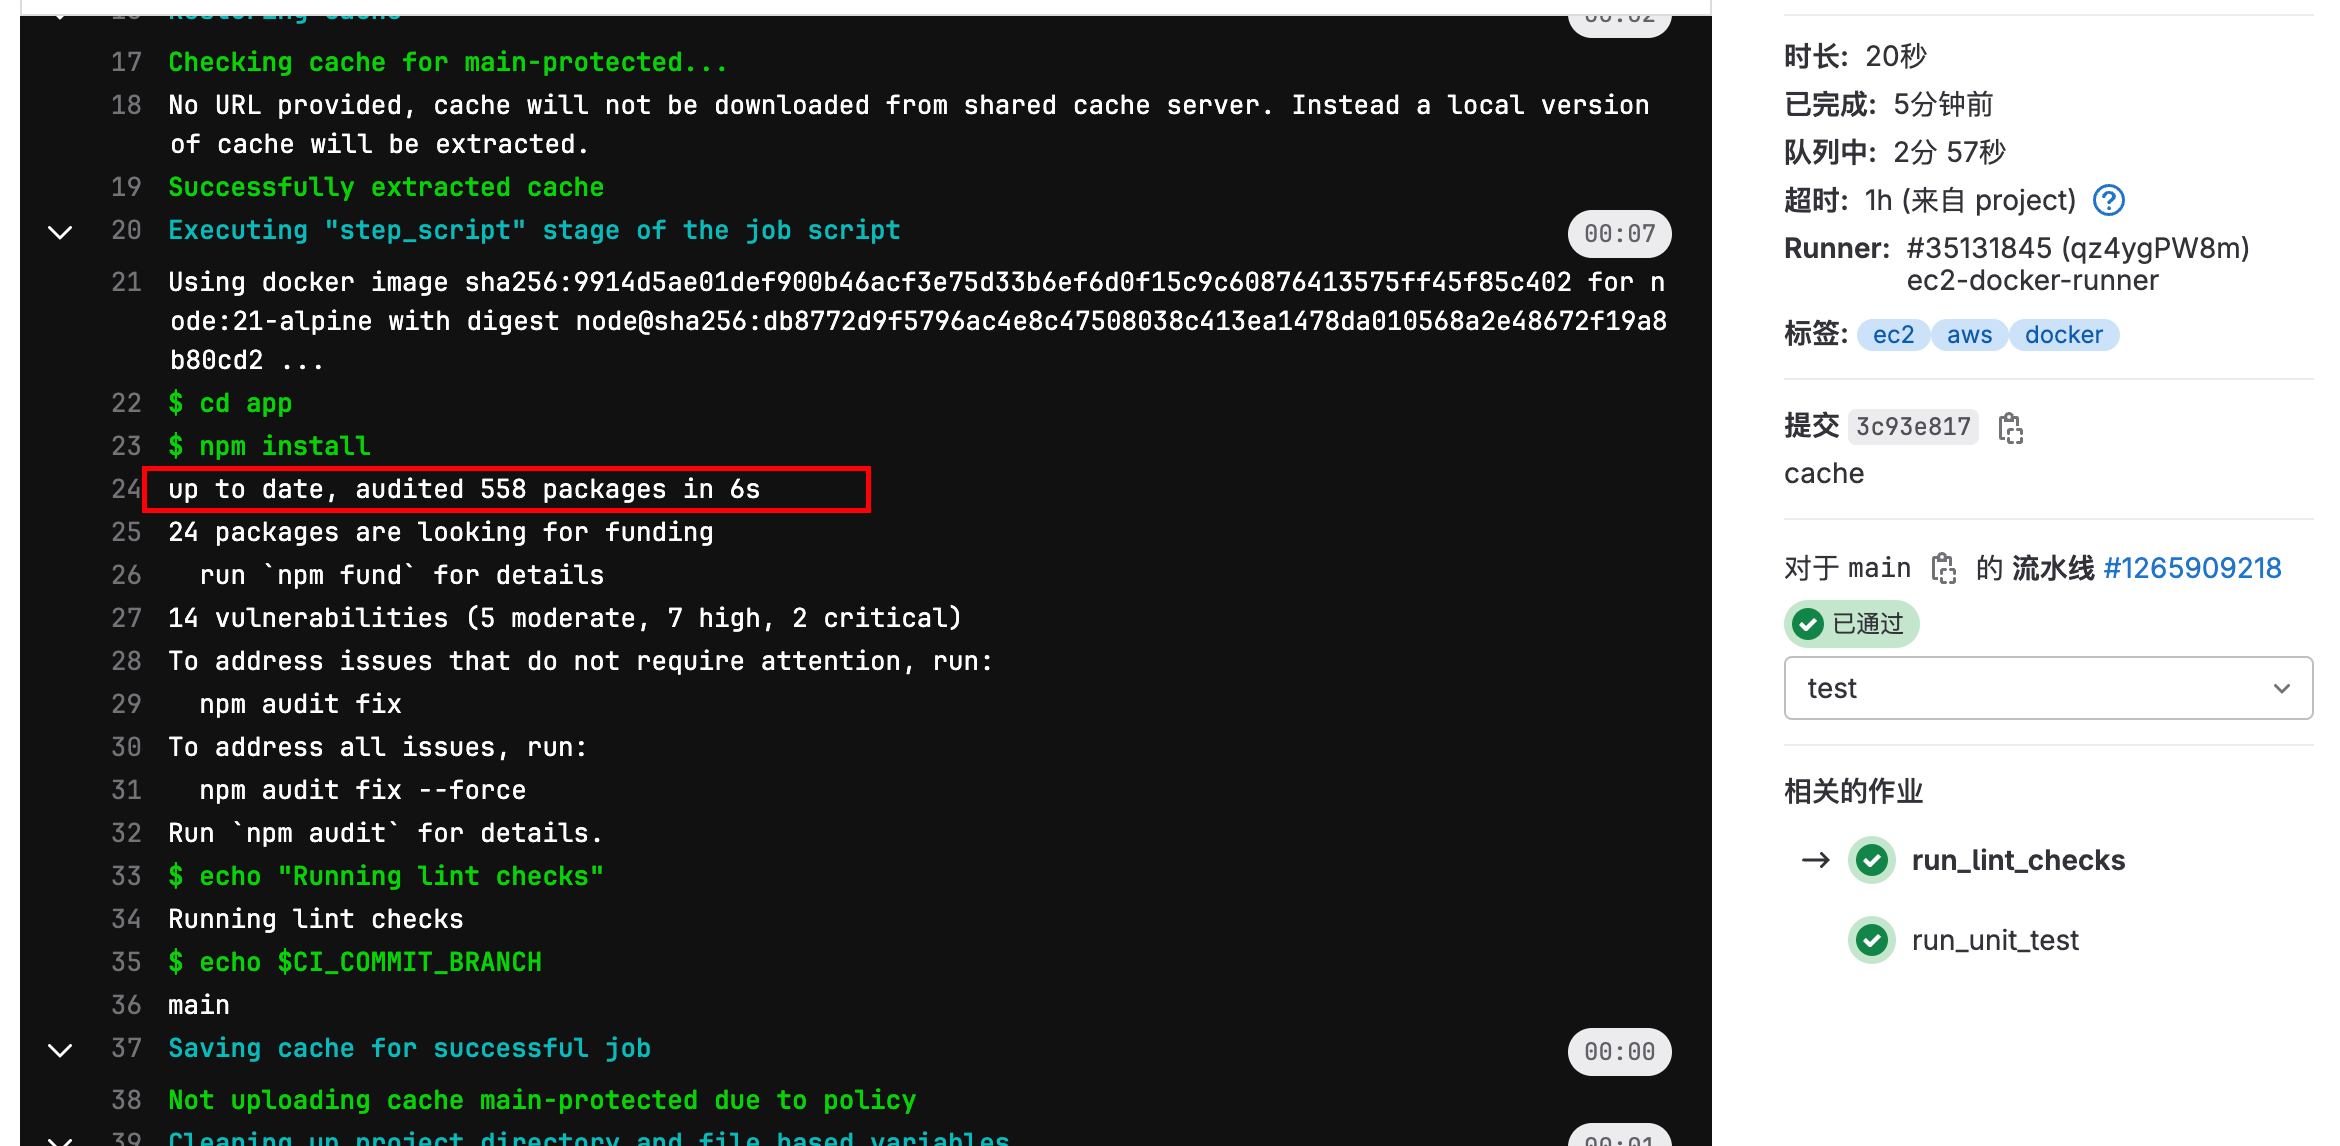 16 Restoring cache 00:02
17 Checking cache for main-protected...
18 No URL provided, cache will not be downloaded from shared cache server. Instead a local version
of cache will be extracted.
19 Successfully extracted cache
20 Executing "step_script" stage of the job script 00:07
21 Using docker image sha256:9914d5ae01def900b46acf3e75d33b6ef6d0f15c9c60876413575ff45f85c402 for n
ode:21-alpine with digest node@sha256:db8772d9f5796ac4e8c47508038c413ea1478da010568a2e48672f19a8
b80cd2 ...
22 $ cd app
23 $ npm install
24 up to date, audited 558 packages in 6s
25 24 packages are looking for funding
26 run `npm fund` for details
27 14 vulnerabilities (5 moderate, 7 high, 2 critical)
28 To address issues that do not require attention, run:
29 npm audit fix
30 To address all issues, run:
31 npm audit fix --force
32 Run `npm audit` for details.
33 $ echo "Running lint checks"
34 Running lint checks
35 $ echo $CI_COMMIT_BRANCH
36 main
37 Saving cache for successful job 00:00
38 Not uploading cache main-protected due to policy
39 Cleaning up project directory and file based variables 00:01
时长: 20秒
已完成: 5分钟前
队列中: 2分 57秒
超时: 1h (来自 project)
Runner: #35131845 (qz4ygPW8m)
ec2-docker-runner
标签: ec2 aws docker
提交 3c93e817
cache
对于 main 的 流水线 #1265909218
已通过
test
相关的作业
→ run_lint_checks
run_unit_test